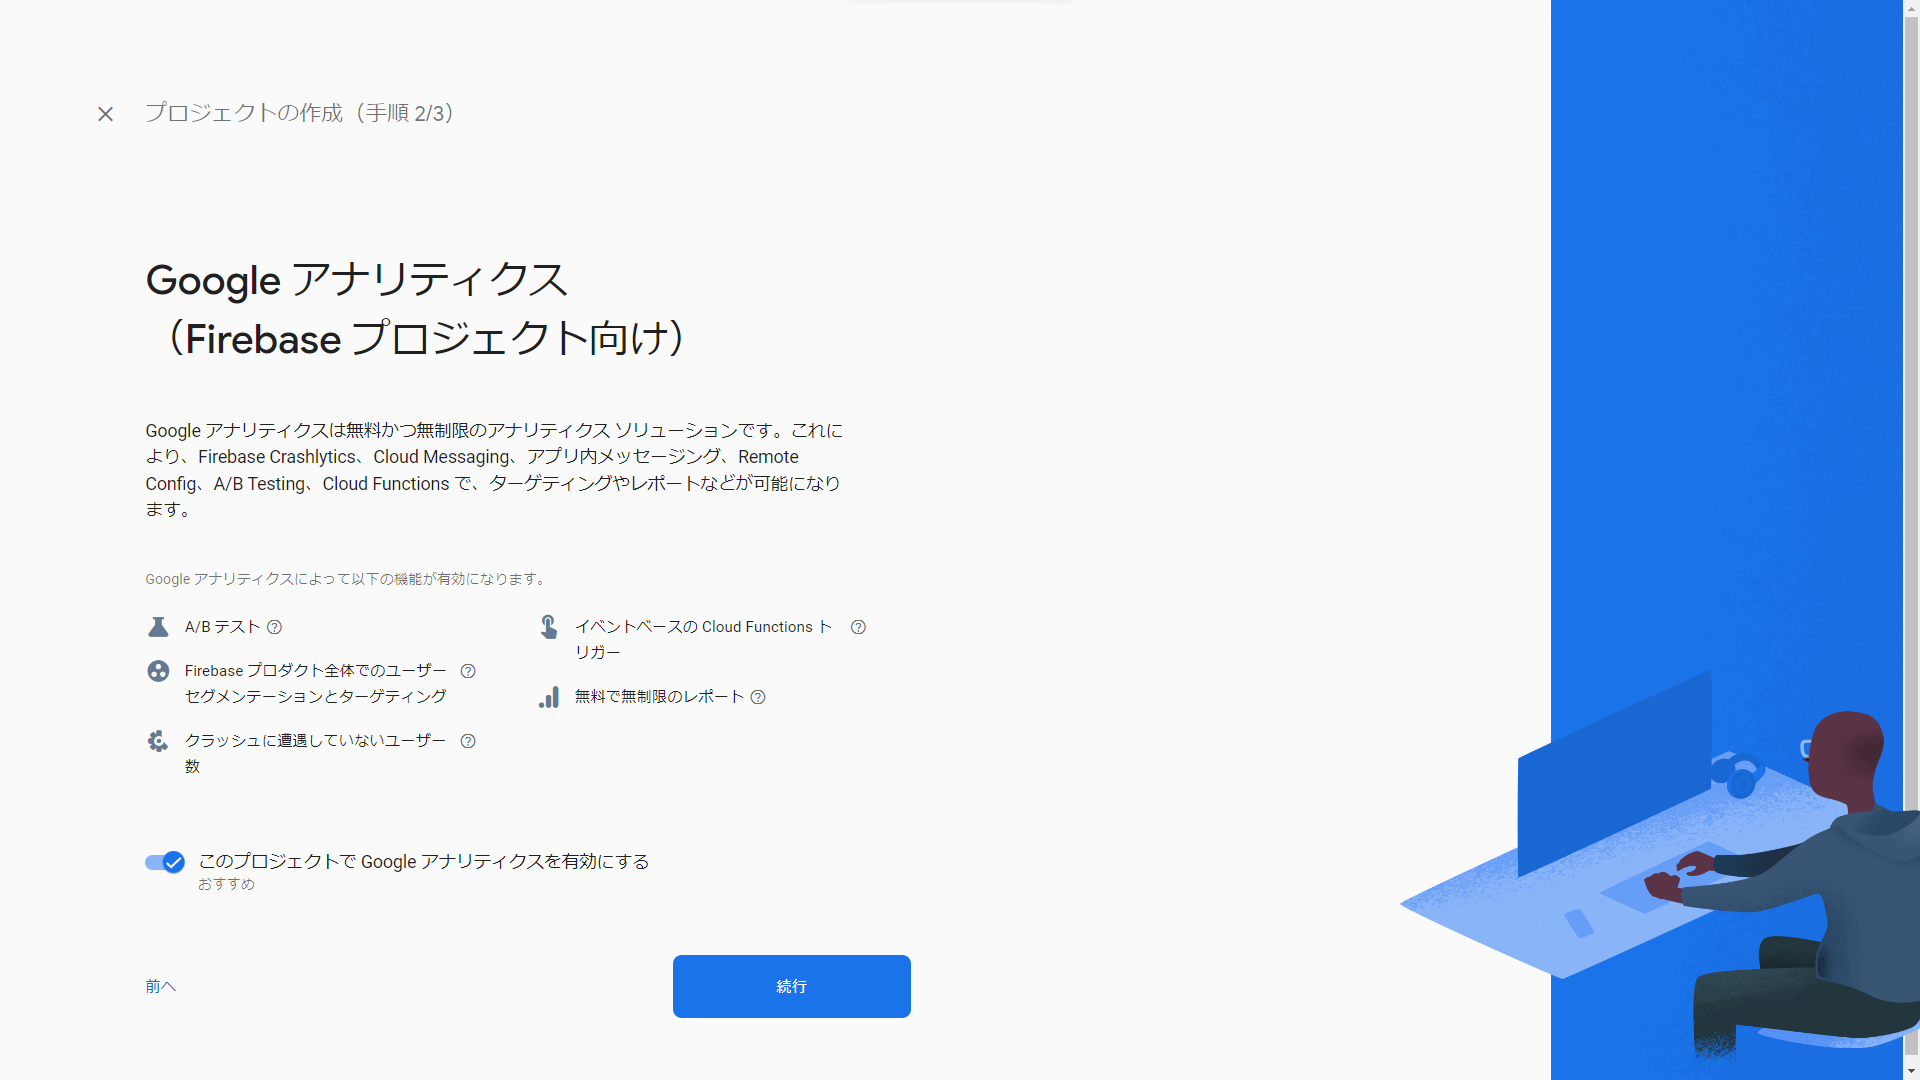 プロジェクトの作成（手順 2/3）
Google アナリティクス
（Firebase プロジェクト向け）
Google アナリティクスは無料かつ無制限のアナリティクス ソリューションです。これに
より、Firebase Crashlytics、Cloud Messaging、アプリ内メッセージング、Remote
Config、A/B Testing、Cloud Functions で、ターゲティングやレポートなどが可能になり
ます。
Google アナリティクスによって以下の機能が有効になります。
A/B テスト
Firebase プロダクト全体でのユーザー
セグメンテーションとターゲティング
クラッシュに遭遇していないユーザー
数
イベントベースの Cloud Functions ト
リガー
無料で無制限のレポート
このプロジェクトで Google アナリティクスを有効にする
おすすめ
前へ
続行